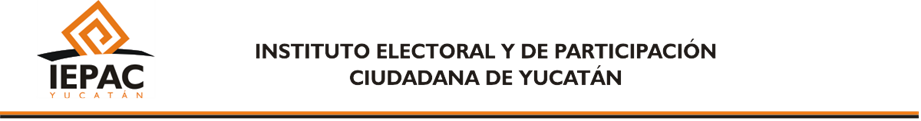 IEPAC
YUCATÁN
INSTITUTO ELECTORAL Y DE PARTICIPACIÓN
CIUDADANA DE YUCATÁN